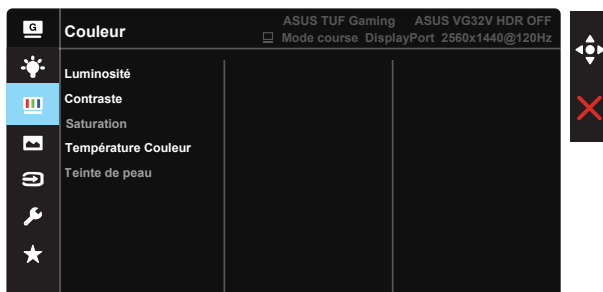 G
Couleur
ASUS TUF Gaming ASUS VG32V HDR OFF
Mode course DisplayPort 2560x1440@120Hz
Luminosité
Contraste
Saturation
Température Couleur
Teinte de peau